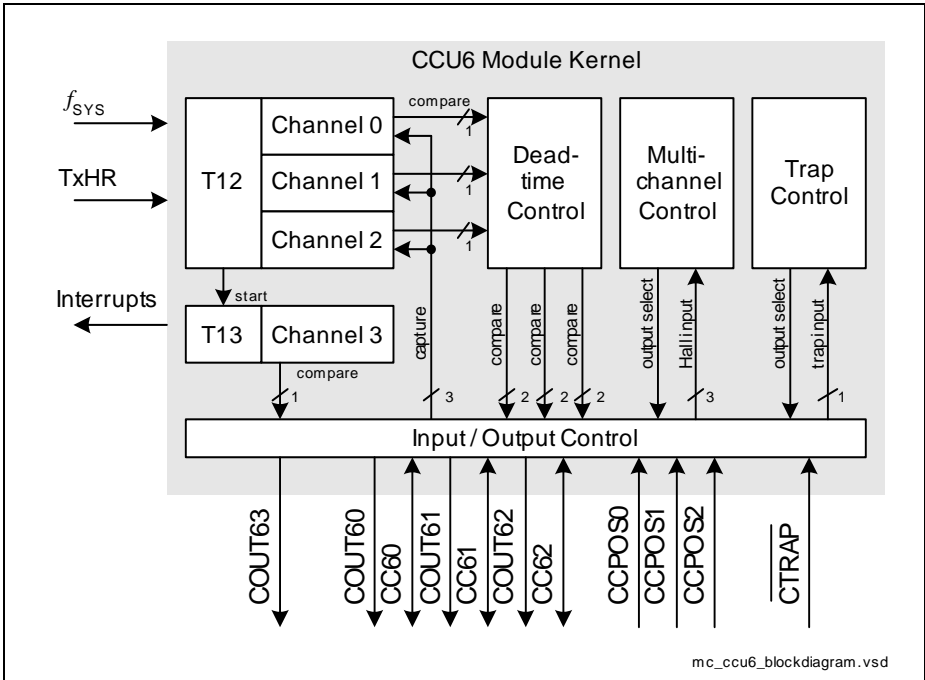 CCU6 Module Kernel
fSYS
TxHR
Interrupts
T12
Channel 0
Channel 1
Channel 2
compare
1
1
1
Dead-
time
Control
Multi-
channel
Control
Trap
Control
start
T13
Channel 3
compare
1
capture
3
compare
2
compare
2
compare
2
output select
Hall input
3
output select
trap input
1
Input / Output Control
COUT63
COUT60
CC60
COUT61
CC61
COUT62
CC62
CCPOS0
CCPOS1
CCPOS2
CTRAP
mc_ccu6_blockdiagram.vsd